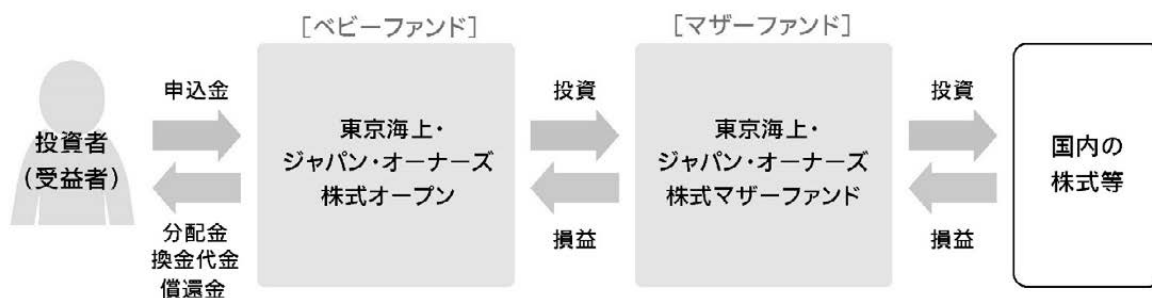 [ベビーファンド]
[マザーファンド]
投資者
(受益者)
申込金
分配金
換金代金
償還金
東京海上・
ジャパン・オーナーズ
株式オープン
投資
損益
東京海上・
ジャパン・オーナーズ
株式マザーファンド
投資
損益
国内の
株式等